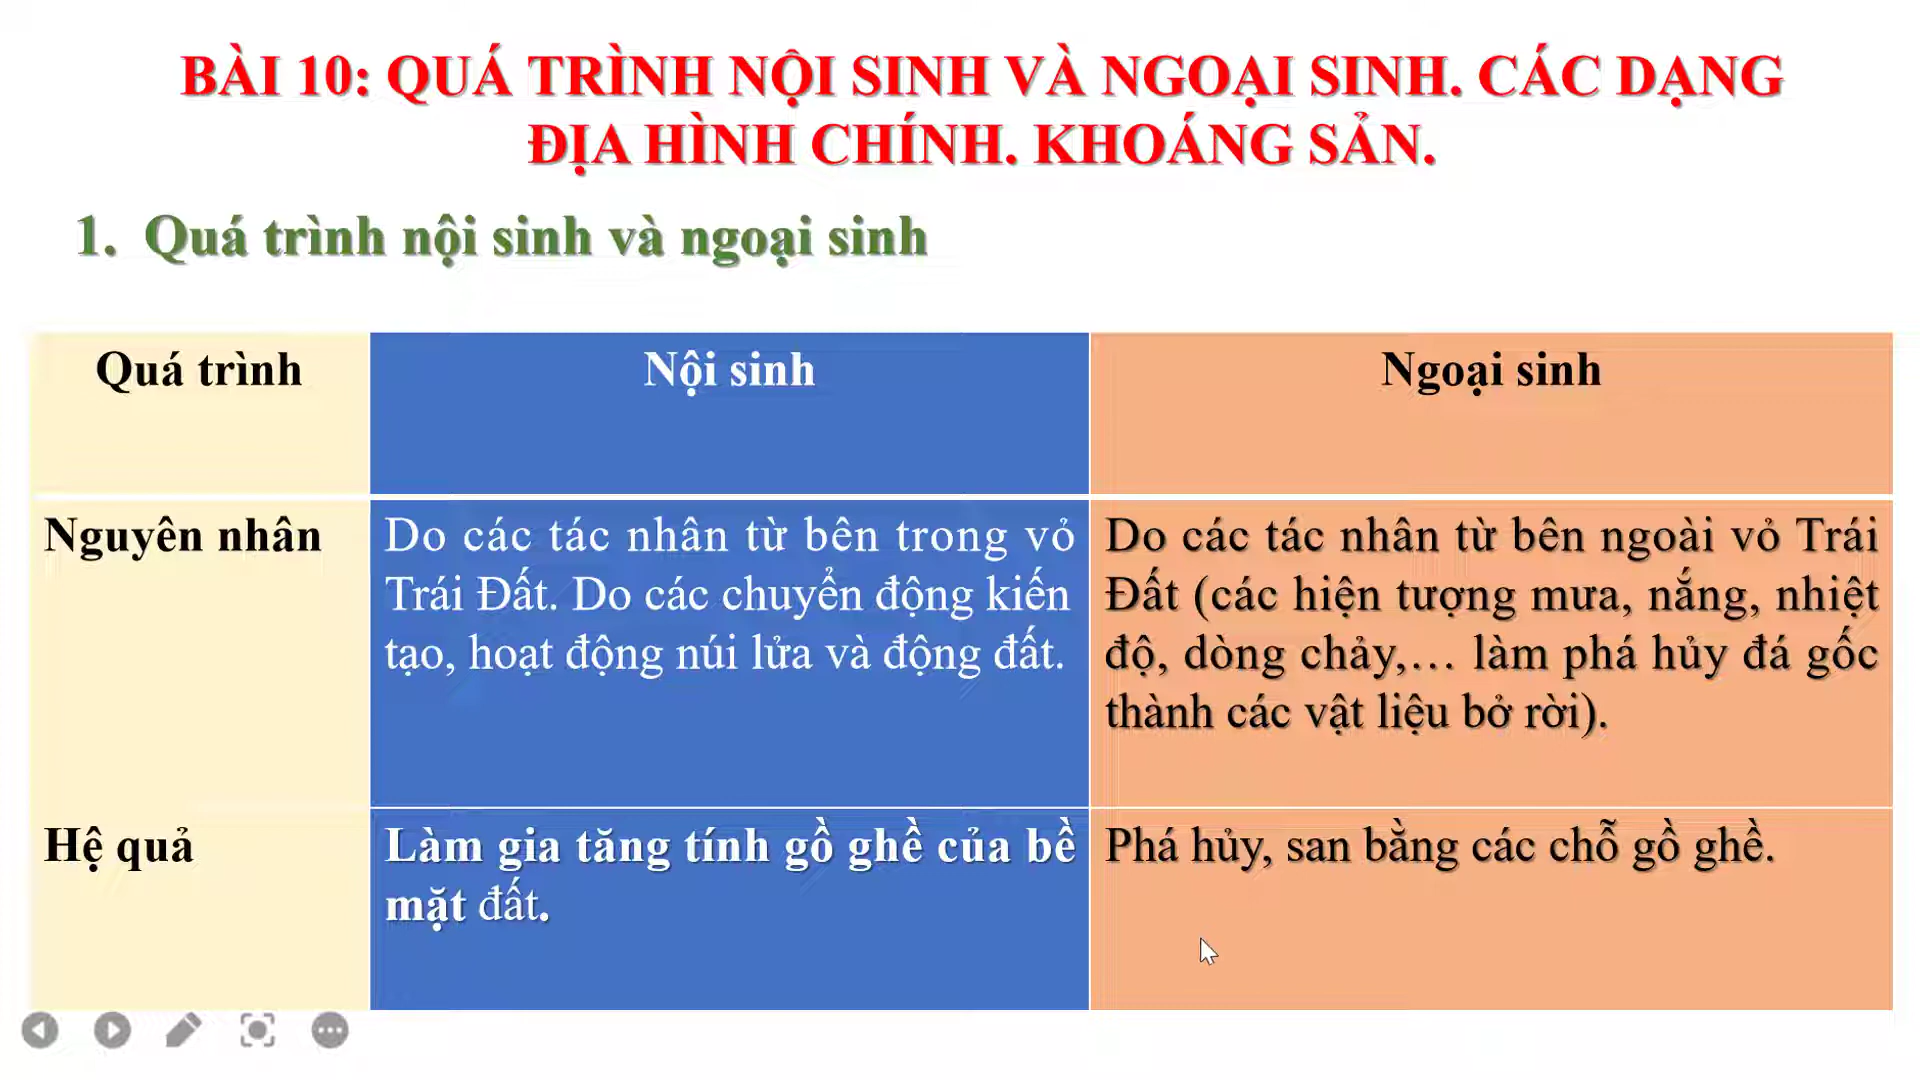 BÀI 10: QUÁ TRÌNH NỘI SINH VÀ NGOẠI SINH. CÁC DẠNG
ĐỊA HÌNH CHÍNH. KHOÁNG SẢN.
1. Quá trình nội sinh và ngoại sinh
Quá trình
Nội sinh
Ngoại sinh
Nguyên nhân
Do các tác nhân từ bên trong vỏ
Trái Đất. Do các chuyển động kiến
tạo, hoạt động núi lửa và động đất.
Do các tác nhân từ bên ngoài vỏ Trái
Đất (các hiện tượng mưa, nắng, nhiệt
độ, dòng chảy,… làm phá hủy đá gốc
thành các vật liệu bở rời).
Hệ quả
Làm gia tăng tính gồ ghề của bề
mặt đất.
Phá hủy, san bằng các chỗ gồ ghề.